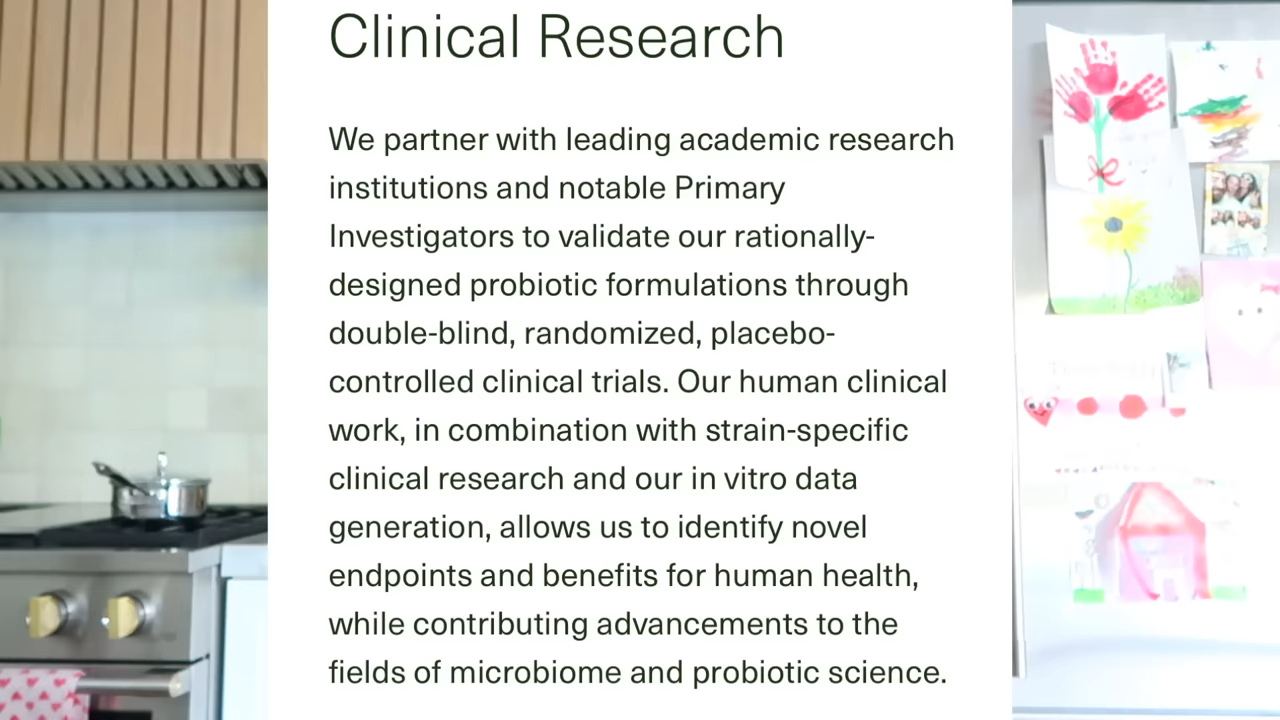 Clinical Research
We partner with leading academic research
institutions and notable Primary
Investigators to validate our rationally-
designed probiotic formulations through
double-blind, randomized, placebo-
controlled clinical trials. Our human clinical
work, in combination with strain-specific
clinical research and our in vitro data
generation, allows us to identify novel
endpoints and benefits for human health,
while contributing advancements to the
fields of microbiome and probiotic science.